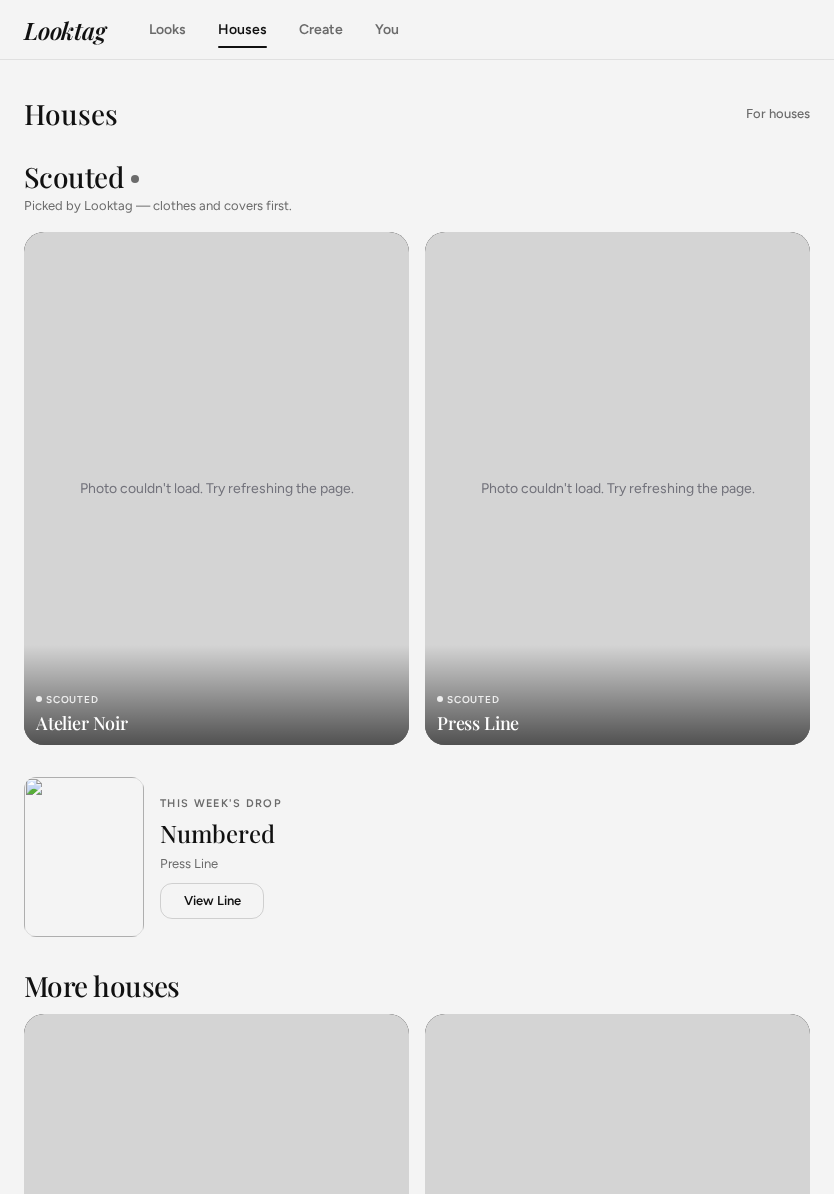 Looktag
Looks
Houses
Create
You
Houses
For houses
Scouted
Picked by Looktag — clothes and covers first.
Photo couldn't load. Try refreshing the page.
Photo couldn't load. Try refreshing the page.
SCOUTED
Atelier Noir
SCOUTED
Press Line
THIS WEEK'S DROP
Numbered
Press Line
View Line
More houses